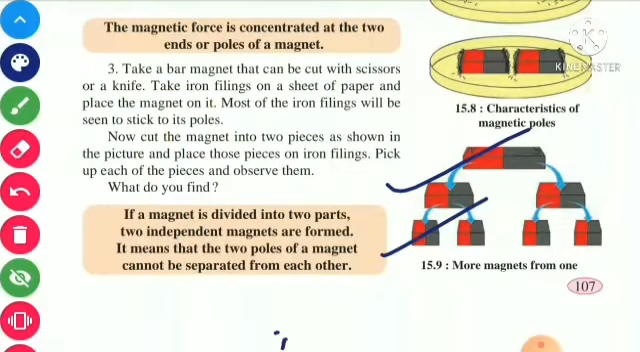 The magnetic force is concentrated at the two
ends or poles of a magnet.
3. Take a bar magnet that can be cut with scissors
or a knife. Take iron filings on a sheet of paper and
place the magnet on it. Most of the iron filings will be
seen to stick to its poles.
Now cut the magnet into two pieces as shown in
the picture and place those pieces on iron filings. Pick
up each of the pieces and observe them.
What do you find?
If a magnet is divided into two parts,
two independent magnets are formed.
It means that the two poles of a magnet
cannot be separated from each other.
KINEMASTER
15.8 : Characteristics of
magnetic poles
15.9 : More magnets from one
107